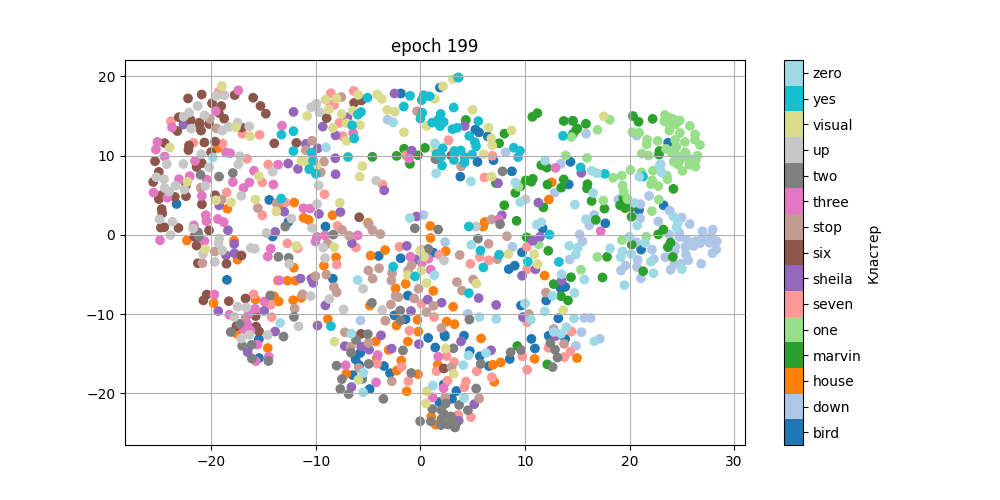 epoch 199
20
10
0
−10
−20
−20 −10 0 10 20 30
zero
yes
visual
up
two
three
stop
six
sheila
seven
one
marvin
house
down
bird
Кластер